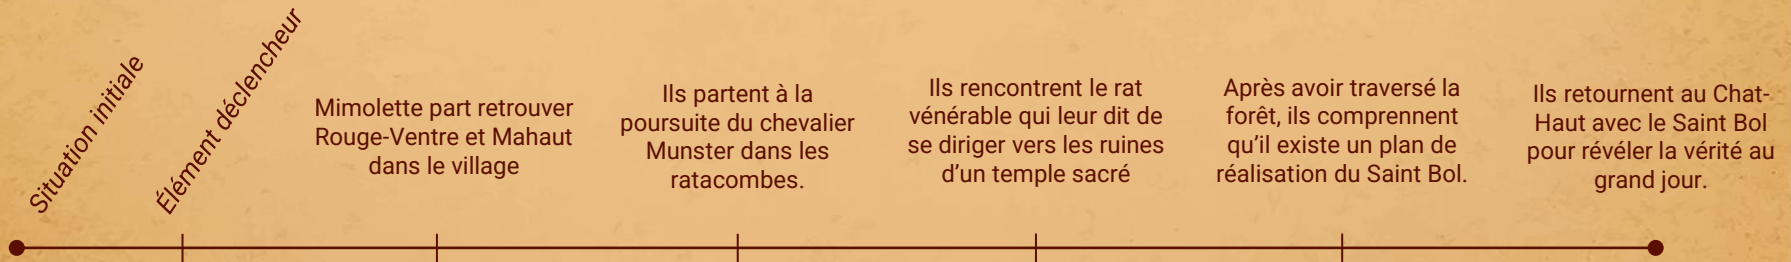 Situation initiale
Élément déclencheur
Mimolette part retrouver
Rouge-Ventre et Mahaut
dans le village
Ils partent à la
poursuite du chevalier
Munster dans les
ratacombes.
Ils rencontrent le rat
vénérable qui leur dit de
se diriger vers les ruines
d’un temple sacré
Après avoir traversé la
forêt, ils comprennent
qu’il existe un plan de
réalisation du Saint Bol.
Ils retournent au Chat-
Haut avec le Saint Bol
pour révéler la vérité au
grand jour.